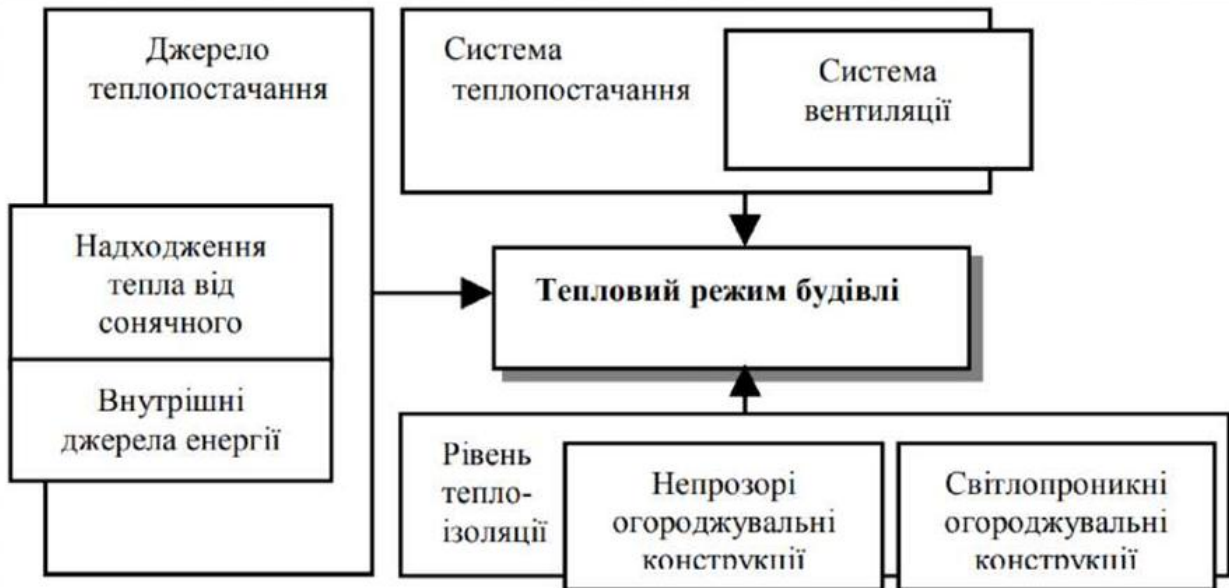 Джерело
теплопостачання
Надходження
тепла від
сонячного
Внутрішні
джерела енергії
Система
теплопостачання
Система
вентиляції
Тепловий режим будівлі
Рівень
тепло-
ізоляції
Непрозорі
огороджувальні
конструкції
Світлопроникні
огороджувальні
конструкції